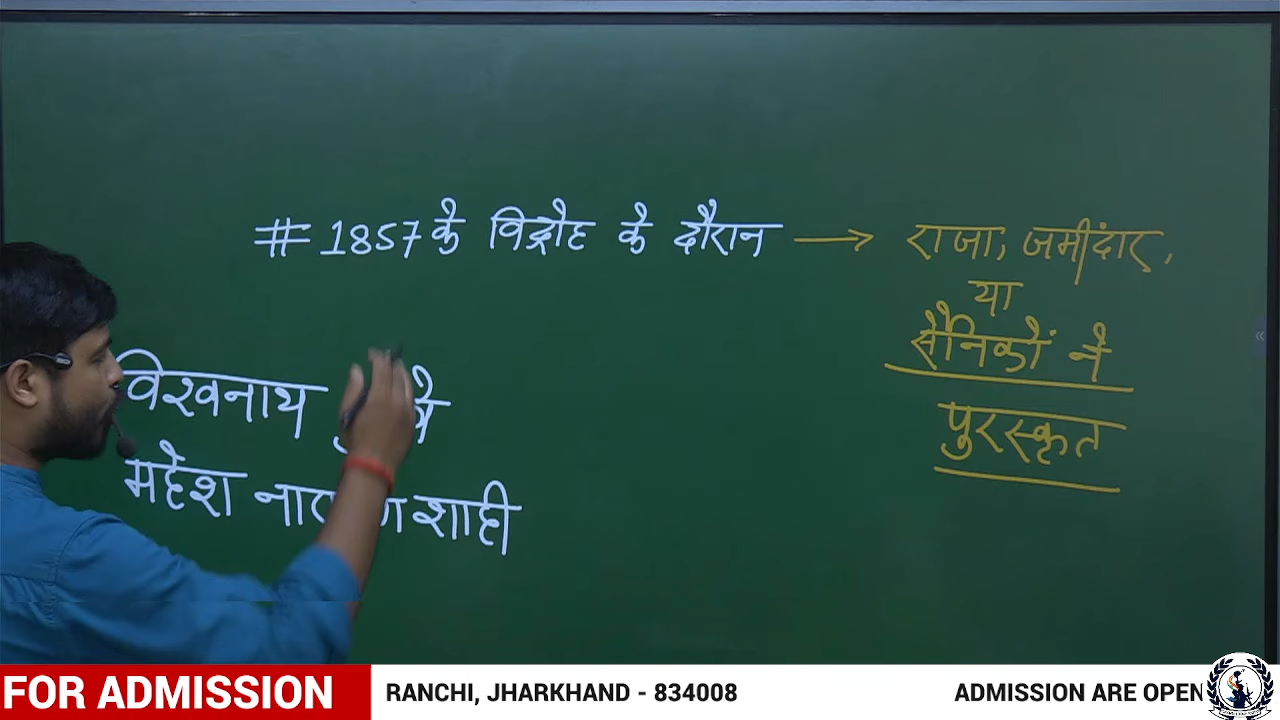 # 1857 के विद्रोह के दौरान → राजा, जमींदार,
या
सैनिकों ने
पुरस्कृत
विश्वनाथ
महेश शाही
FOR ADMISSION
RANCHI, JHARKHAND - 834008
ADMISSION ARE OPEN